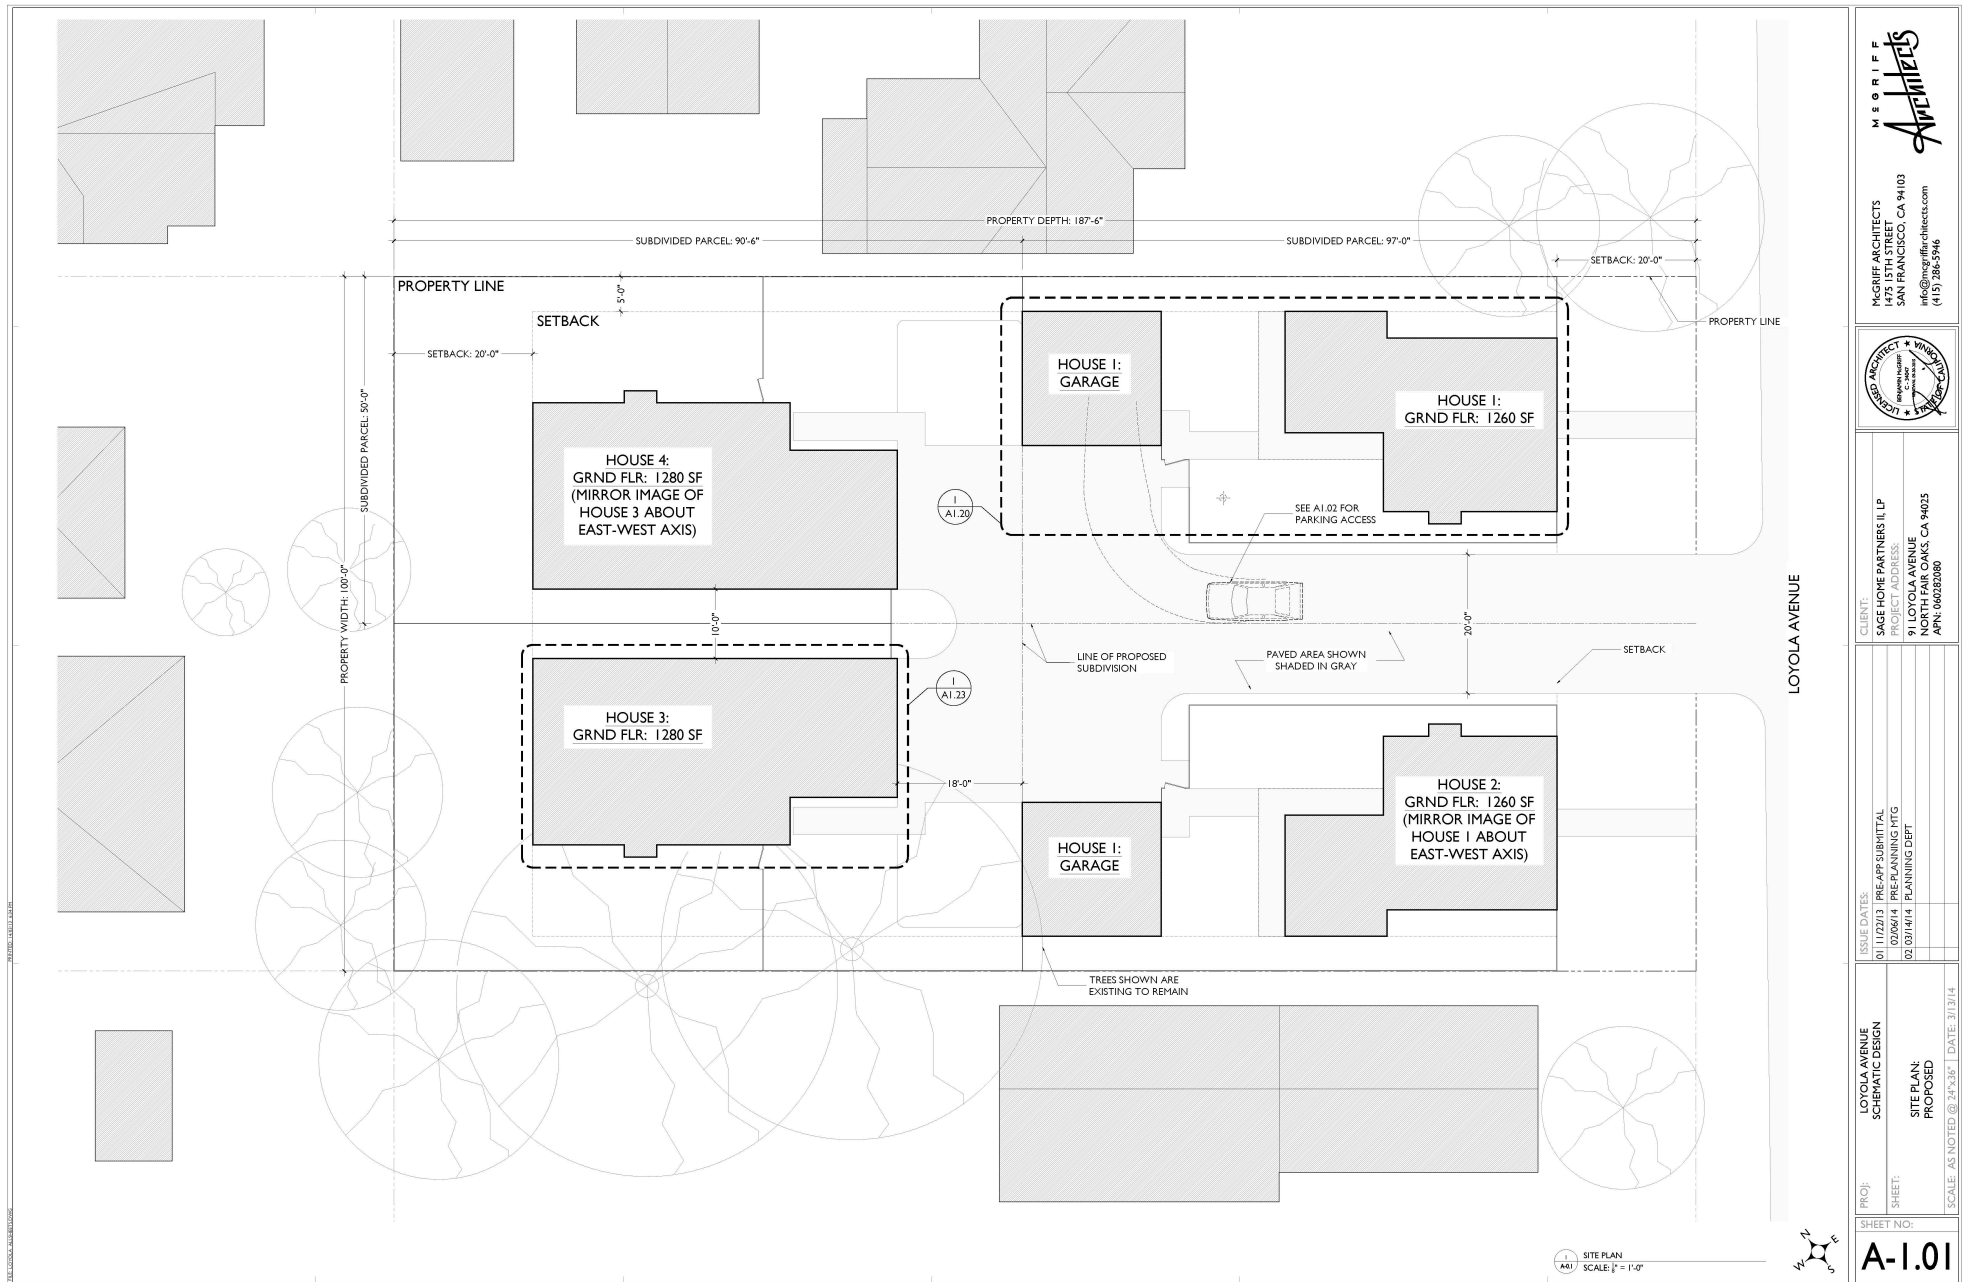 PROPERTY DEPTH: 187'-6"
SUBDIVIDED PARCEL: 90'-6"
SUBDIVIDED PARCEL: 97'-0"
SETBACK: 20'-0"
PROPERTY LINE
5'-0"
SETBACK
PROPERTY LINE
SETBACK: 20'-0"
SUBDIVIDED PARCEL: 50'-0"
PROPERTY WIDTH: 100'-0"
HOUSE 1:
GARAGE
HOUSE 1:
GRND FLR: 1260 SF
HOUSE 4:
GRND FLR: 1280 SF
(MIRROR IMAGE OF
HOUSE 3 ABOUT
EAST-WEST AXIS)
1
A1.20
SEE A1.02 FOR
PARKING ACCESS
10'-0"
20'-0"
LOYOLA AVENUE
LINE OF PROPOSED
SUBDIVISION
PAVED AREA SHOWN
SHADED IN GRAY
SETBACK
1
A1.23
HOUSE 3:
GRND FLR: 1280 SF
18'-0"
HOUSE 2:
GRND FLR: 1260 SF
(MIRROR IMAGE OF
HOUSE 1 ABOUT
EAST-WEST AXIS)
HOUSE 1:
GARAGE
TREES SHOWN ARE
EXISTING TO REMAIN
1
A-0.1
SITE PLAN
SCALE: 1/8" = 1'-0"
N
E
S
W
McGRIFF
Architects
McGRIFF ARCHITECTS
1475 15TH STREET
SAN FRANCISCO, CA 94103
info@mcgriffarchitects.com
(415) 286-5946
LICENSED ARCHITECT
BENJAMIN McGRIFF
STATE OF CALIFORNIA
CLIENT:
SAGE HOME PARTNERS II, LP
PROJECT ADDRESS:
91 LOYOLA AVENUE
NORTH FAIR OAKS, CA 94025
APN: 060282080
ISSUE DATES:
01 11/22/13 PRE-APP SUBMITTAL
02/06/14 PRE-PLANNING MTG
02 03/14/14 PLANNING DEPT
PROJ:
LOYOLA AVENUE
SCHEMATIC DESIGN
SHEET:
SITE PLAN:
PROPOSED
SCALE: AS NOTED @ 24"x36" DATE: 3/13/14
SHEET NO:
A-1.01